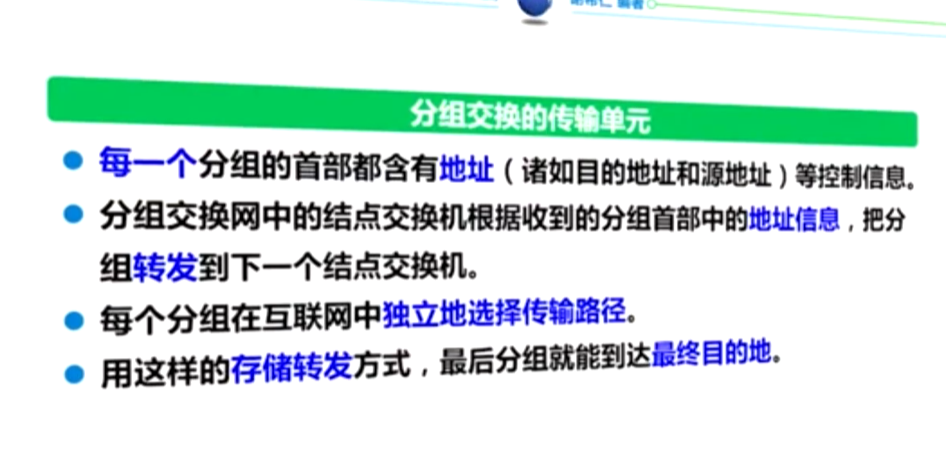 谢希仁 编著
分组交换的传输单元
每一个分组的首部都含有地址（诸如目的地址和源地址）等控制信息。
分组交换网中的结点交换机根据收到的分组首部中的地址信息，把分
组转发到下一个结点交换机。
每个分组在互联网中独立地选择传输路径。
用这样的存储转发方式，最后分组就能到达最终目的地。